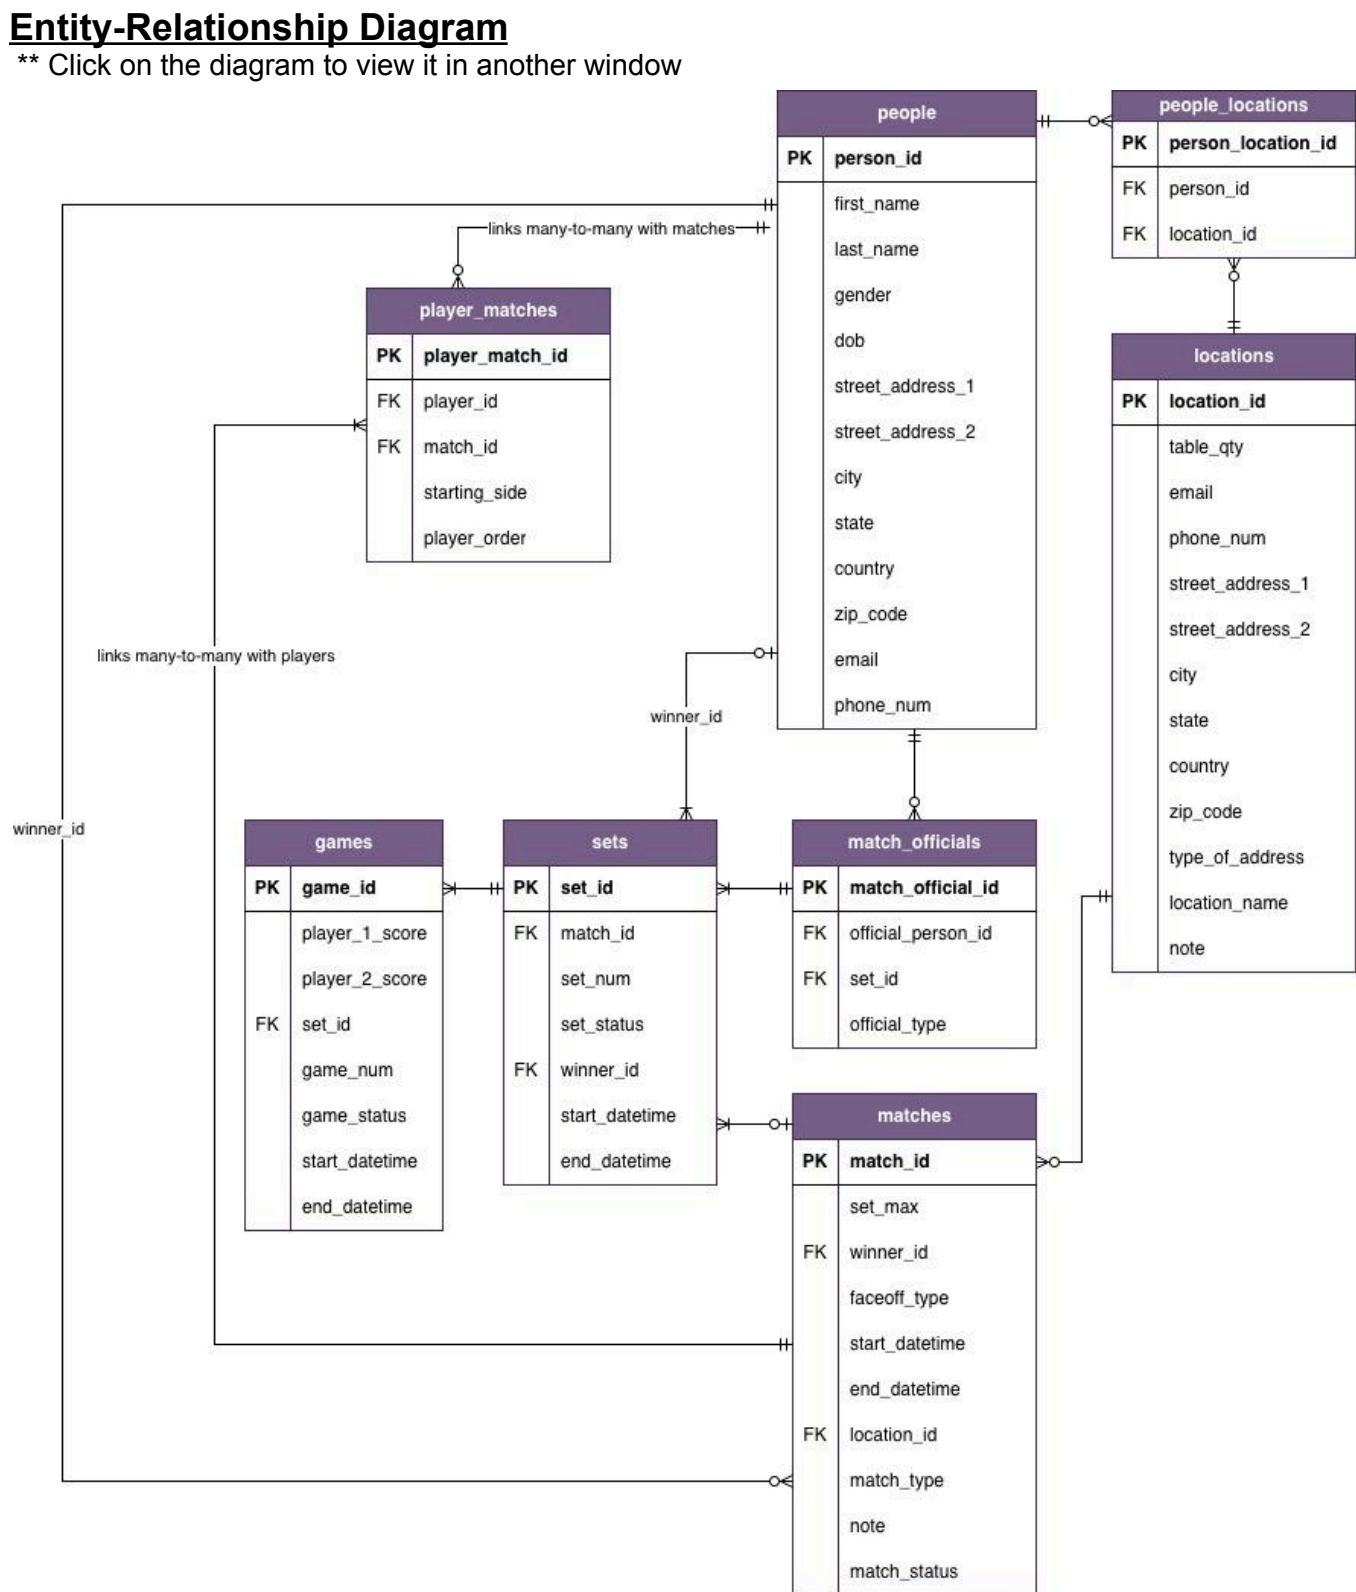 Entity-Relationship Diagram
** Click on the diagram to view it in another window
people
PK person_id
first_name
last_name
gender
dob
street_address_1
street_address_2
city
state
country
zip_code
email
phone_num
people_locations
PK person_location_id
FK person_id
FK location_id
links many-to-many with matches
player_matches
PK player_match_id
FK player_id
FK match_id
starting_side
player_order
locations
PK location_id
table_qty
email
phone_num
street_address_1
street_address_2
city
state
country
zip_code
type_of_address
location_name
note
links many-to-many with players
winner_id
winner_id
games
PK game_id
player_1_score
player_2_score
FK set_id
game_num
game_status
start_datetime
end_datetime
sets
PK set_id
FK match_id
set_num
set_status
FK winner_id
start_datetime
end_datetime
match_officials
PK match_official_id
FK official_person_id
FK set_id
official_type
matches
PK match_id
set_max
FK winner_id
faceoff_type
start_datetime
end_datetime
FK location_id
match_type
note
match_status